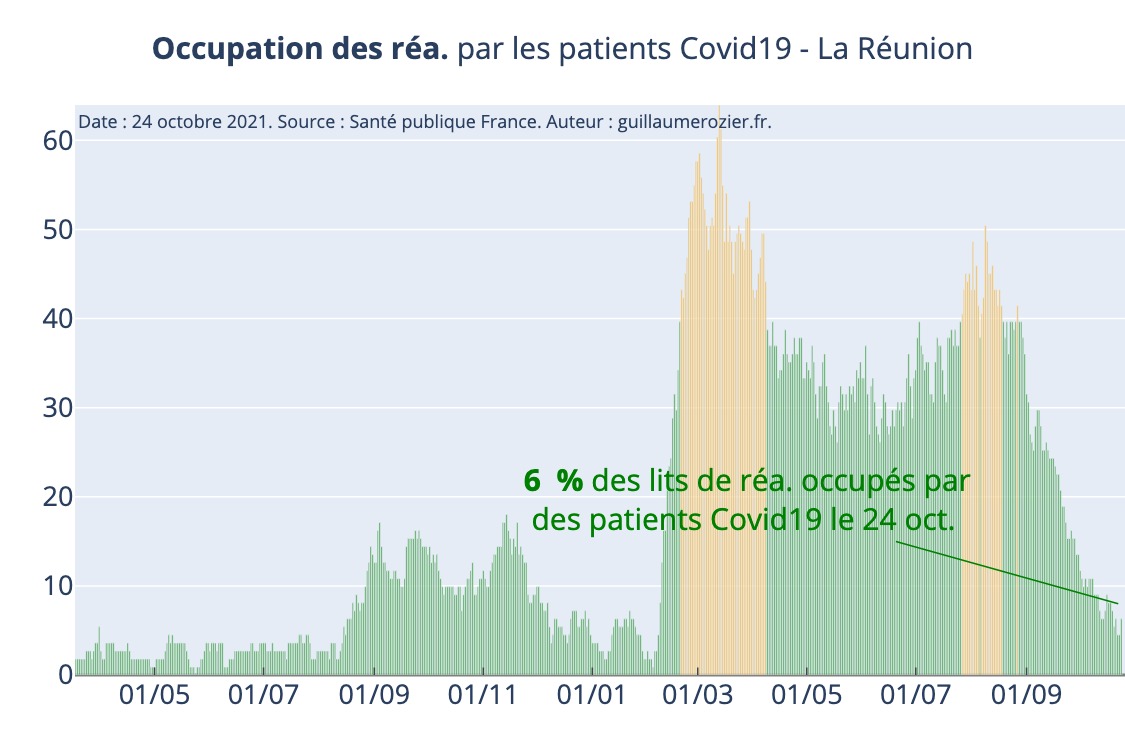 Occupation des réa. par les patients Covid19 - La Réunion
Date : 24 octobre 2021. Source : Santé publique France. Auteur : guillaumerozier.fr.
60
50
40
30
20
10
0
6 % des lits de réa. occupés par
des patients Covid19 le 24 oct.
01/05 01/07 01/09 01/11 01/01 01/03 01/05 01/07 01/09